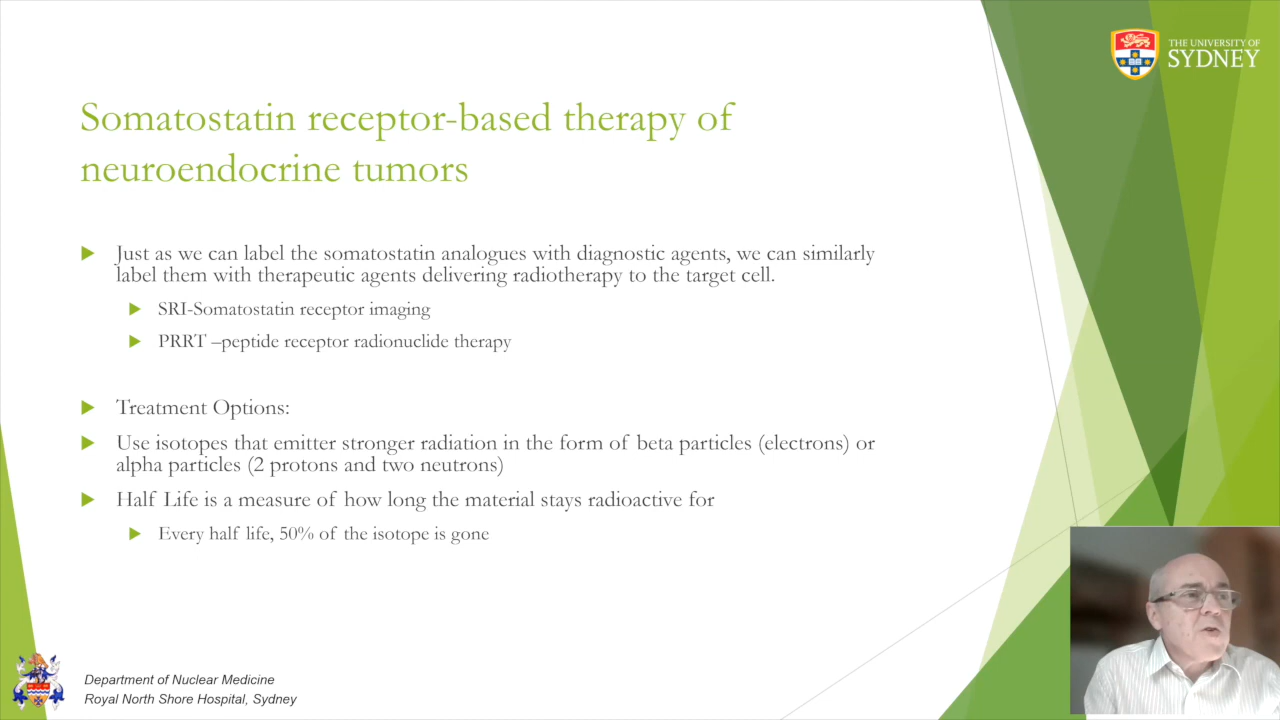 THE UNIVERSITY OF
SYDNEY
Somatostatin receptor-based therapy of
neuroendocrine tumors
Just as we can label the somatostatin analogues with diagnostic agents, we can similarly
label them with therapeutic agents delivering radiotherapy to the target cell.
SRI-Somatostatin receptor imaging
PRRT –peptide receptor radionuclide therapy
Treatment Options:
Use isotopes that emitter stronger radiation in the form of beta particles (electrons) or
alpha particles (2 protons and two neutrons)
Half Life is a measure of how long the material stays radioactive for
Every half life, 50% of the isotope is gone
Department of Nuclear Medicine
Royal North Shore Hospital, Sydney